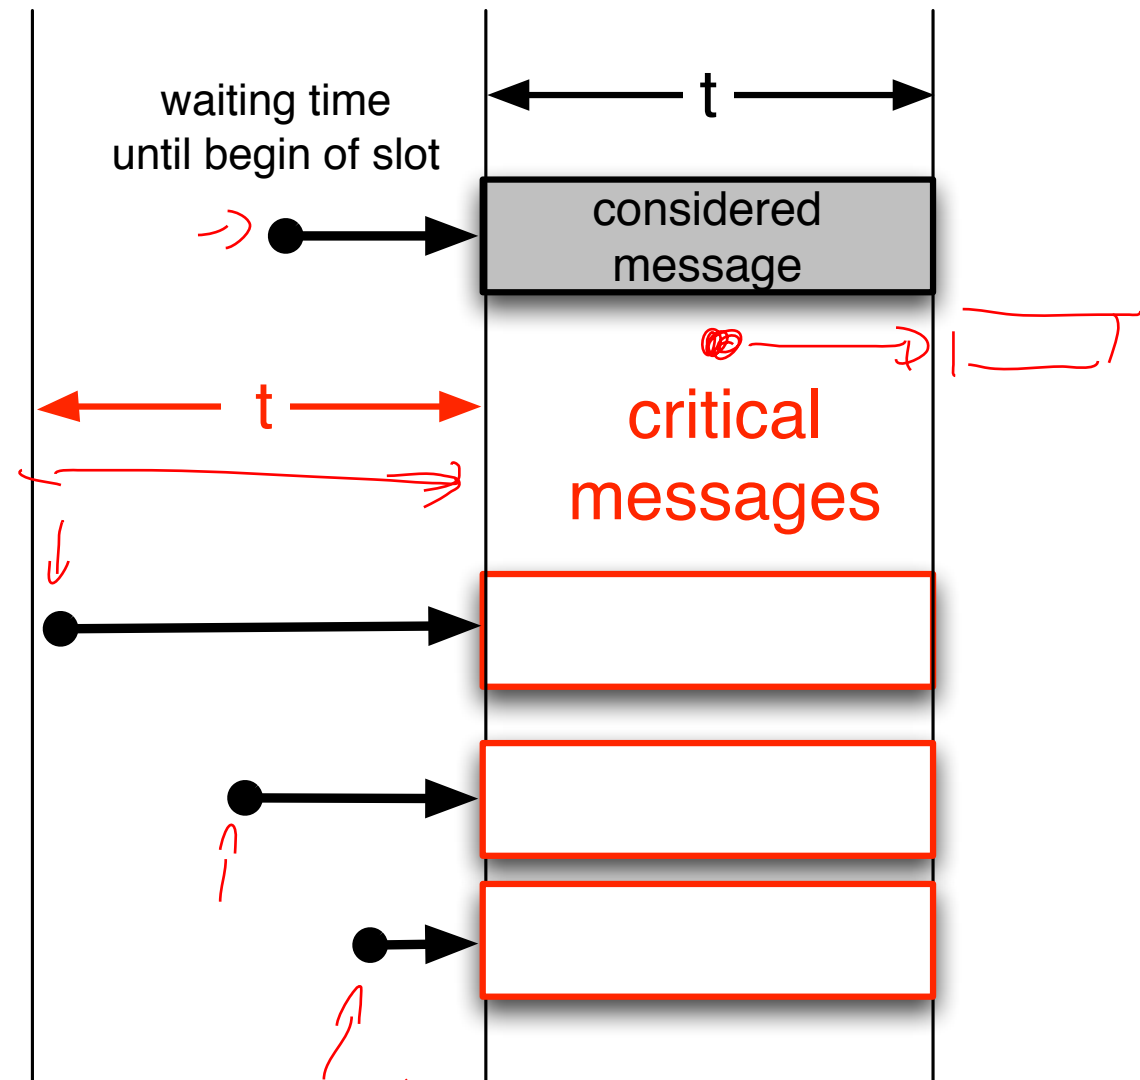 waiting time
until begin of slot
t
considered
message
t
critical
messages